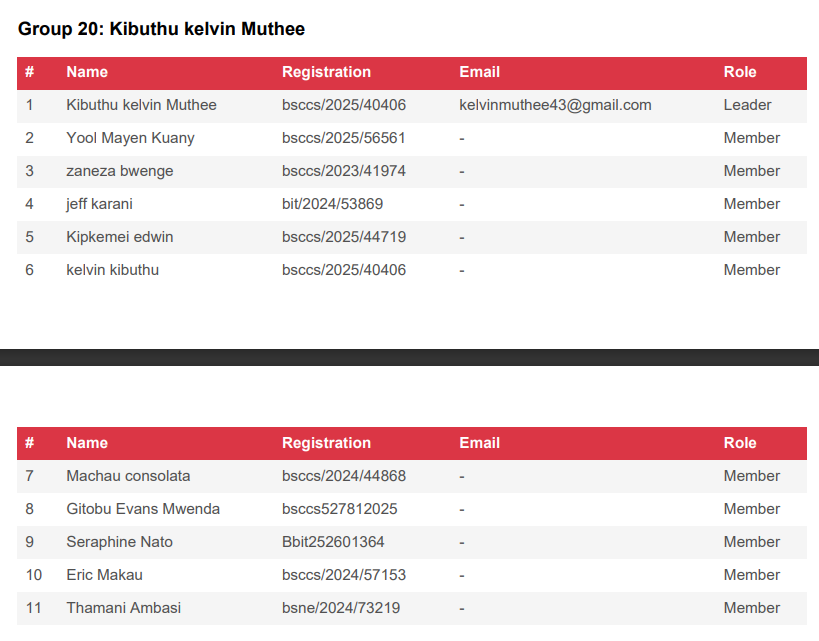 Group 20: Kibuthu kelvin Muthee
# Name Registration Email Role
1 Kibuthu kelvin Muthee bsccs/2025/40406 kelvinmuthee43@gmail.com Leader
2 Yool Mayen Kuany bsccs/2025/56561 - Member
3 zaneza bwenge bsccs/2023/41974 - Member
4 jeff karani bit/2024/53869 - Member
5 Kipkemei edwin bsccs/2025/44719 - Member
6 kelvin kibuthu bsccs/2025/40406 - Member
# Name Registration Email Role
7 Machau consolata bsccs/2024/44868 - Member
8 Gitobu Evans Mwenda bsccs527812025 - Member
9 Seraphine Nato Bbit252601364 - Member
10 Eric Makau bsccs/2024/57153 - Member
11 Thamani Ambasi bsne/2024/73219 - Member